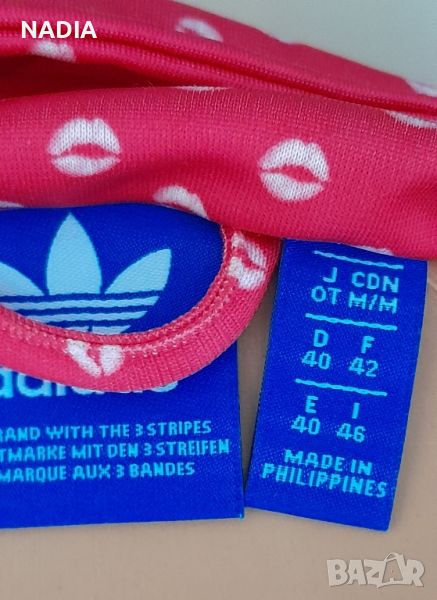 NADIA
RAND WITH THE 3 STRIPES
TMARKE MIT DEN 3 STREIFEN
MARQUE AUX 3 BANDES
J CDN
OT M/M
D F
40 42
E I
40 46
MADE IN
PHILIPPINES
BAZAR